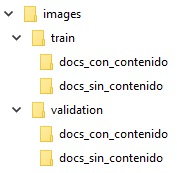 images
train
docs_con_contenido
docs_sin_contenido
validation
docs_con_contenido
docs_sin_contenido